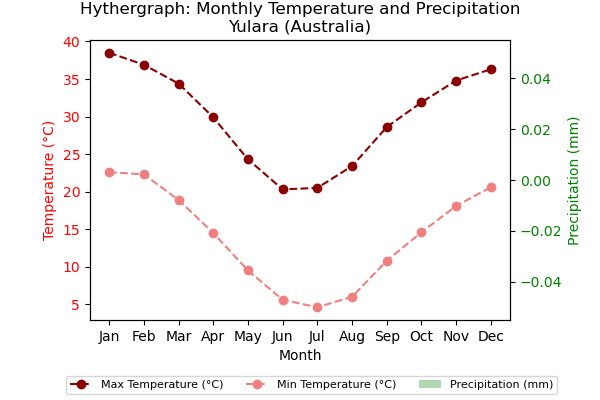 Hythergraph: Monthly Temperature and Precipitation
Yulara (Australia)
40
35
30
25
20
15
10
5
Temperature (°C)
0.04
0.02
0.00
−0.02
−0.04
Precipitation (mm)
Jan Feb Mar Apr May Jun Jul Aug Sep Oct Nov Dec
Month
Max Temperature (°C) Min Temperature (°C) Precipitation (mm)